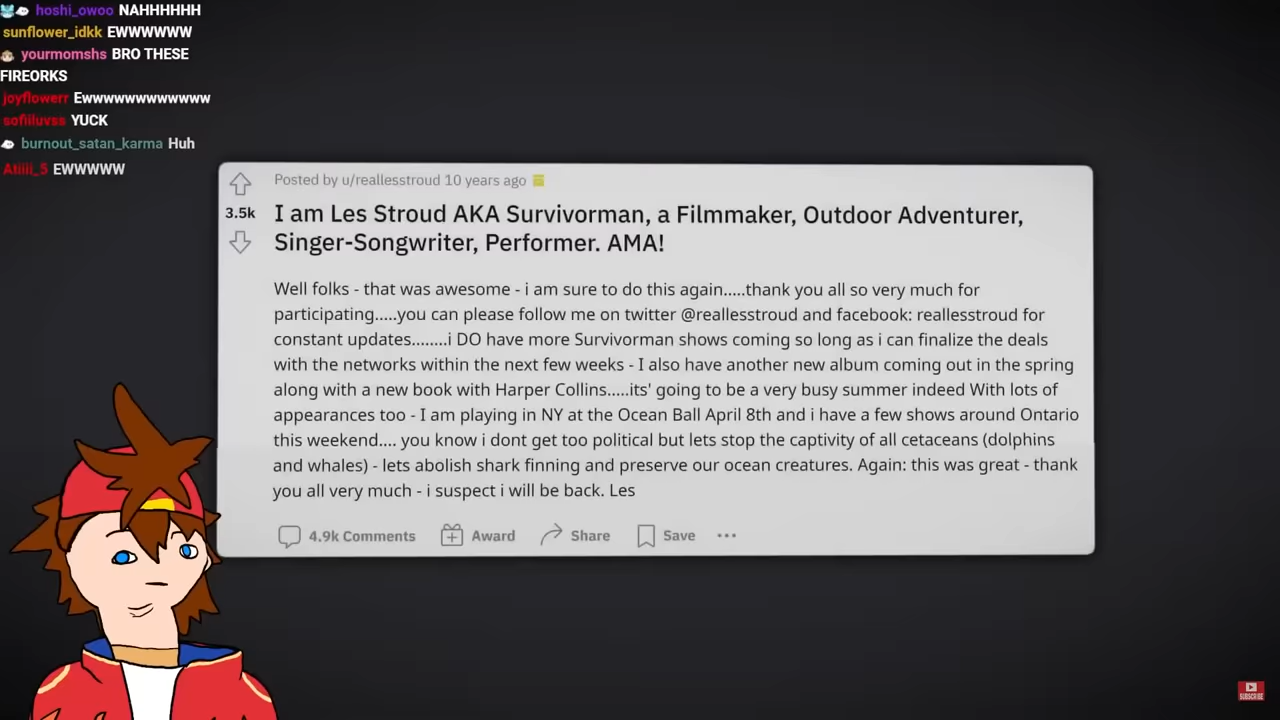 hoshi_owoo NAHHHHHH
sunflower_idkk EWWWWWW
yourmomshs BRO THESE
FIREORKS
joyflowerr Ewwwwwwwwwwww
sofiiluvss YUCK
burnout_satan_karma Huh
Atiiii_5 EWWWWW
Posted by u/reallesstroud 10 years ago
3.5k
I am Les Stroud AKA Survivorman, a Filmmaker, Outdoor Adventurer,
Singer-Songwriter, Performer. AMA!
Well folks - that was awesome - i am sure to do this again.....thank you all so very much for
participating.....you can please follow me on twitter @reallesstroud and facebook: reallesstroud for
constant updates........i DO have more Survivorman shows coming so long as i can finalize the deals
with the networks within the next few weeks - I also have another new album coming out in the spring
along with a new book with Harper Collins.....its' going to be a very busy summer indeed With lots of
appearances too - I am playing in NY at the Ocean Ball April 8th and i have a few shows around Ontario
this weekend.... you know i dont get too political but lets stop the captivity of all cetaceans (dolphins
and whales) - lets abolish shark finning and preserve our ocean creatures. Again: this was great - thank
you all very much - i suspect i will be back. Les
4.9k Comments Award Share Save
SUBSCRIBE